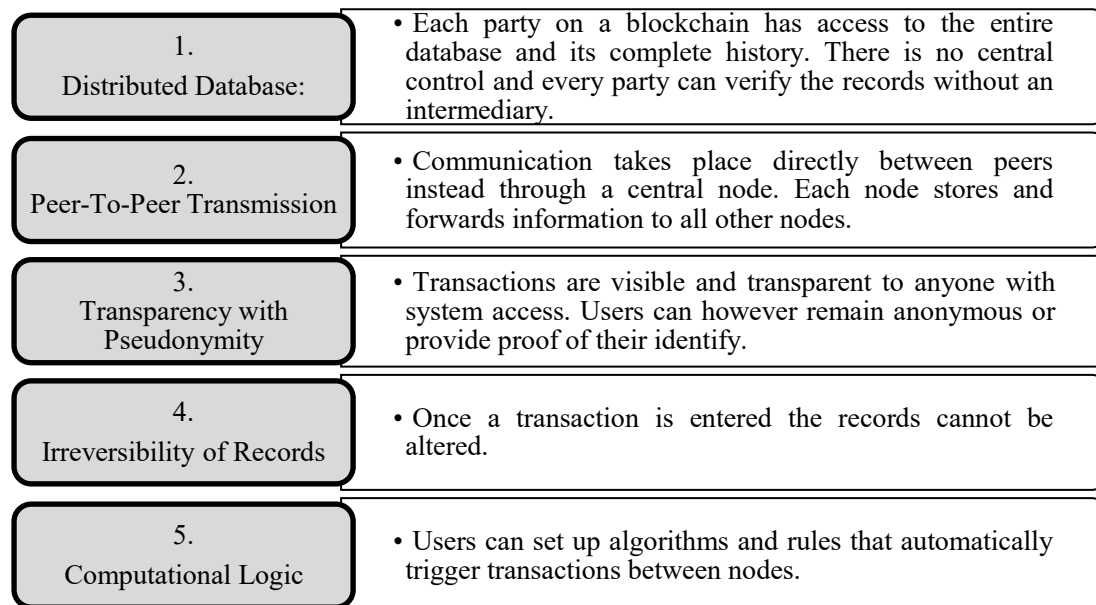 1.
Distributed Database:
• Each party on a blockchain has access to the entire
database and its complete history. There is no central
control and every party can verify the records without an
intermediary.
2.
Peer-To-Peer Transmission
• Communication takes place directly between peers
instead through a central node. Each node stores and
forwards information to all other nodes.
3.
Transparency with
Pseudonymity
• Transactions are visible and transparent to anyone with
system access. Users can however remain anonymous or
provide proof of their identify.
4.
Irreversibility of Records
• Once a transaction is entered the records cannot be
altered.
5.
Computational Logic
• Users can set up algorithms and rules that automatically
trigger transactions between nodes.